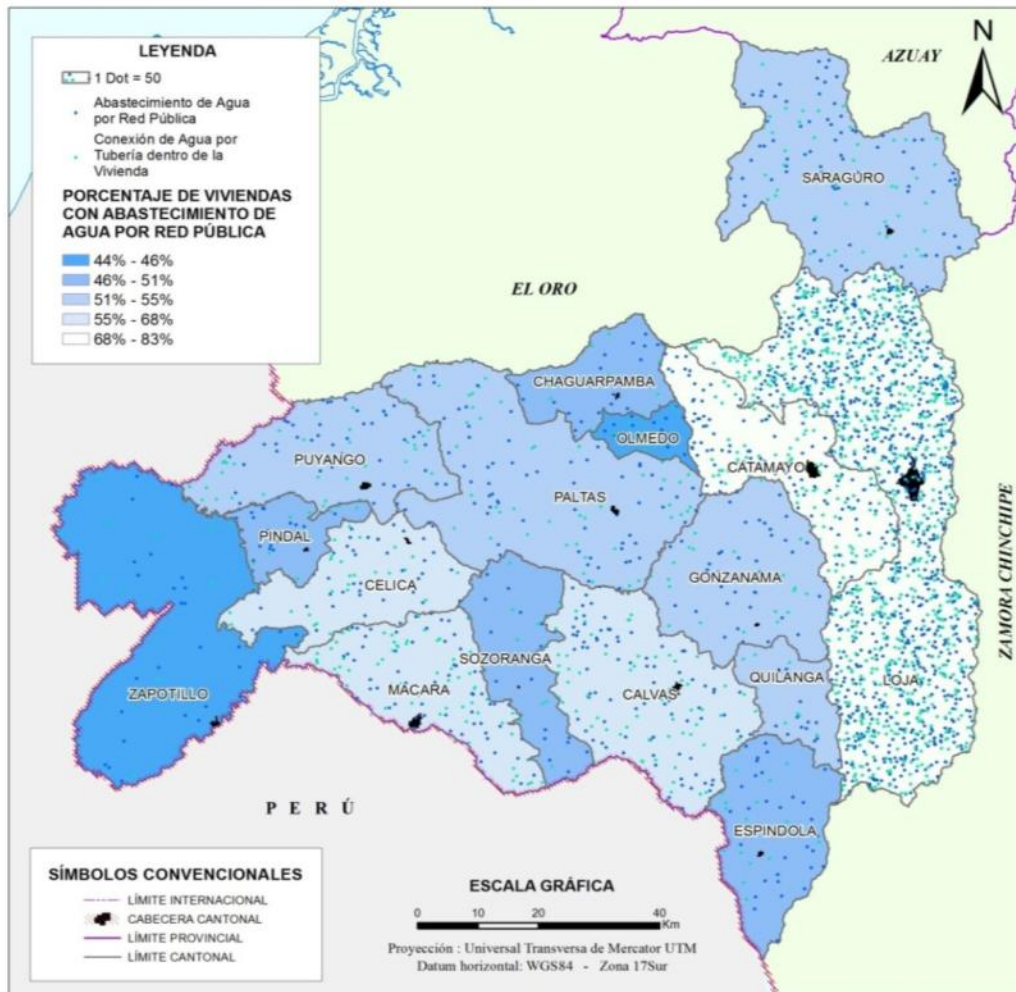 LEYENDA
1 Dot = 50
Abastecimiento de Agua
por Red Pública
Conexión de Agua por
Tubería dentro de la
Vivienda
PORCENTAJE DE VIVIENDAS
CON ABASTECIMIENTO DE
AGUA POR RED PÚBLICA
44% - 46%
46% - 51%
51% - 55%
55% - 68%
68% - 83%
N
AZUAY
SARAGURO
EL ORO
CHAGUARPAMBA
OLMEDO
CATAMAYO
PUYANGO
PALTAS
PINDAL
CELICA
GONZANAMA
ZAMORA CHINCHIPE
SOZORANGA
MACARA
CALVAS
QUILANGA
LOJA
ZAPOTILLO
PERÚ
ESPINDOLA
SÍMBOLOS CONVENCIONALES
LÍMITE INTERNACIONAL
CABECERA CANTONAL
LÍMITE PROVINCIAL
LÍMITE CANTONAL
ESCALA GRÁFICA
0 10 20 40
Km
Proyección : Universal Transversa de Mercator UTM
Datum horizontal: WGS84 - Zona 17Sur